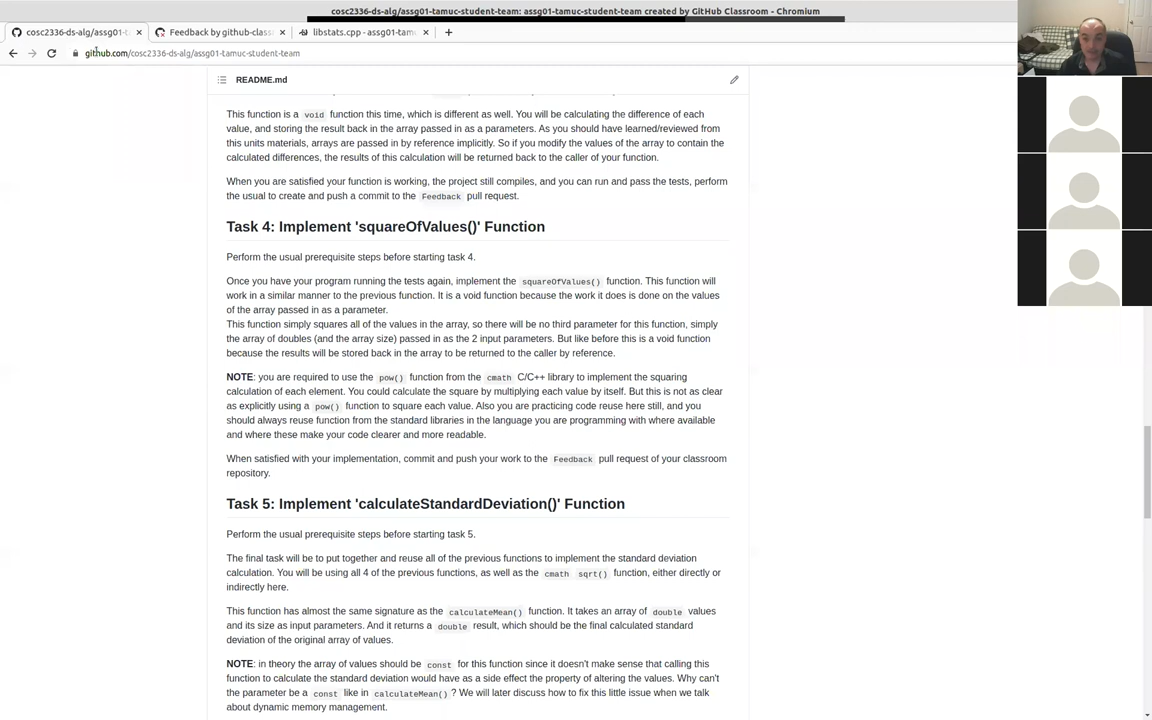 cosc2336-ds-alg/assg01-tamuc-student-team: assg01-tamuc-student-team created by GitHub Classroom - Chromium
cosc2336-ds-alg/assg01-
Feedback by github-class
libstats.cpp - assg01-tamuc
github.com/cosc2336-ds-alg/assg01-tamuc-student-team
README.md
This function is a void function this time, which is different as well. You will be calculating the difference of each
value, and storing the result back in the array passed in as a parameters. As you should have learned/reviewed from
this units materials, arrays are passed in by reference implicitly. So if you modify the values of the array to contain the
calculated differences, the results of this calculation will be returned back to the caller of your function.
When you are satisfied your function is working, the project still compiles, and you can run and pass the tests, perform
the usual to create and push a commit to the Feedback pull request.
Task 4: Implement 'squareOfValues()' Function
Perform the usual prerequisite steps before starting task 4.
Once you have your program running the tests again, implement the squareOfValues() function. This function will
work in a similar manner to the previous function. It is a void function because the work it does is done on the values
of the array passed in as a parameter.
This function simply squares all of the values in the array, so there will be no third parameter for this function, simply
the array of doubles (and the array size) passed in as the 2 input parameters. But like before this is a void function
because the results will be stored back in the array to be returned to the caller by reference.
NOTE: you are required to use the pow() function from the cmath C/C++ library to implement the squaring
calculation of each element. You could calculate the square by multiplying each value by itself. But this is not as clear
as explicitly using a pow() function to square each value. Also you are practicing code reuse here still, and you
should always reuse function from the standard libraries in the language you are programming with where available
and where these make your code clearer and more readable.
When satisfied with your implementation, commit and push your work to the Feedback pull request of your classroom
repository.
Task 5: Implement 'calculateStandardDeviation()' Function
Perform the usual prerequisite steps before starting task 5.
The final task will be to put together and reuse all of the previous functions to implement the standard deviation
calculation. You will be using all 4 of the previous functions, as well as the cmath sqrt() function, either directly or
indirectly here.
This function has almost the same signature as the calculateMean() function. It takes an array of double values
and its size as input parameters. And it returns a double result, which should be the final calculated standard
deviation of the original array of values.
NOTE: in theory the array of values should be const for this function since it doesn't make sense that calling this
function to calculate the standard deviation would have as a side effect the property of altering the values. Why can't
the parameter be a const like in calculateMean() ? We will later discuss how to fix this little issue when we talk
about dynamic memory management.